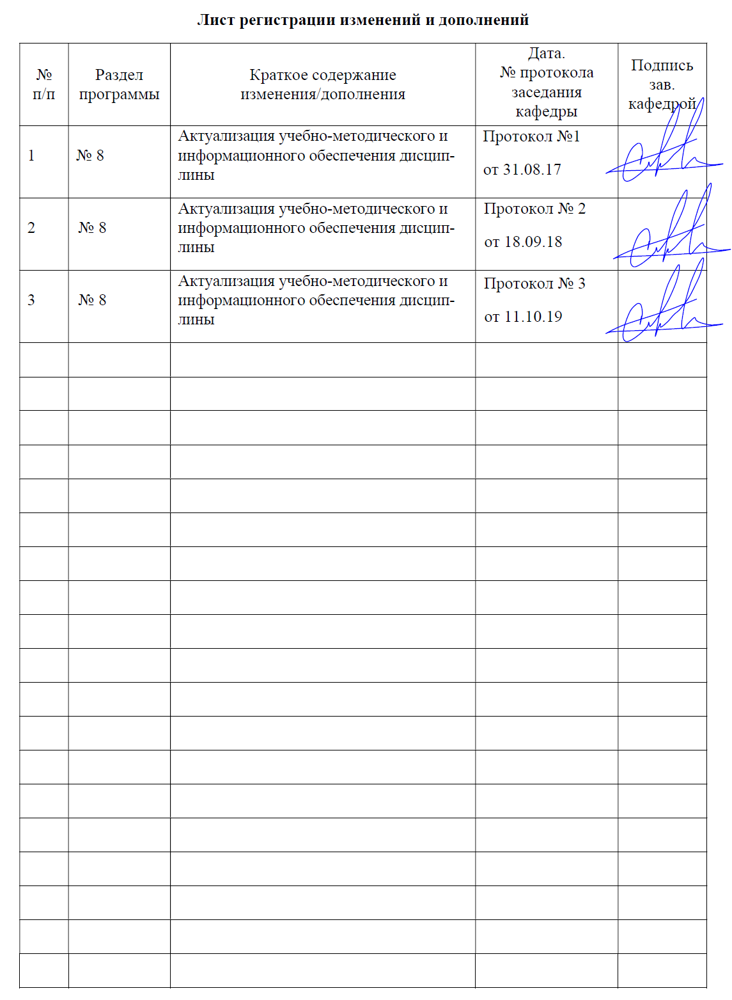 Лист регистрации изменений и дополнений
№
п/п
Раздел
программы
Краткое содержание
изменения/дополнения
Дата.
№ протокола
заседания
кафедры
Подпись
зав.
кафедрой
1
№ 8
Актуализация учебно-методического и
информационного обеспечения дисцип-
лины
Протокол №1
от 31.08.17
2
№ 8
Актуализация учебно-методического и
информационного обеспечения дисцип-
лины
Протокол № 2
от 18.09.18
3
№ 8
Актуализация учебно-методического и
информационного обеспечения дисцип-
лины
Протокол № 3
от 11.10.19